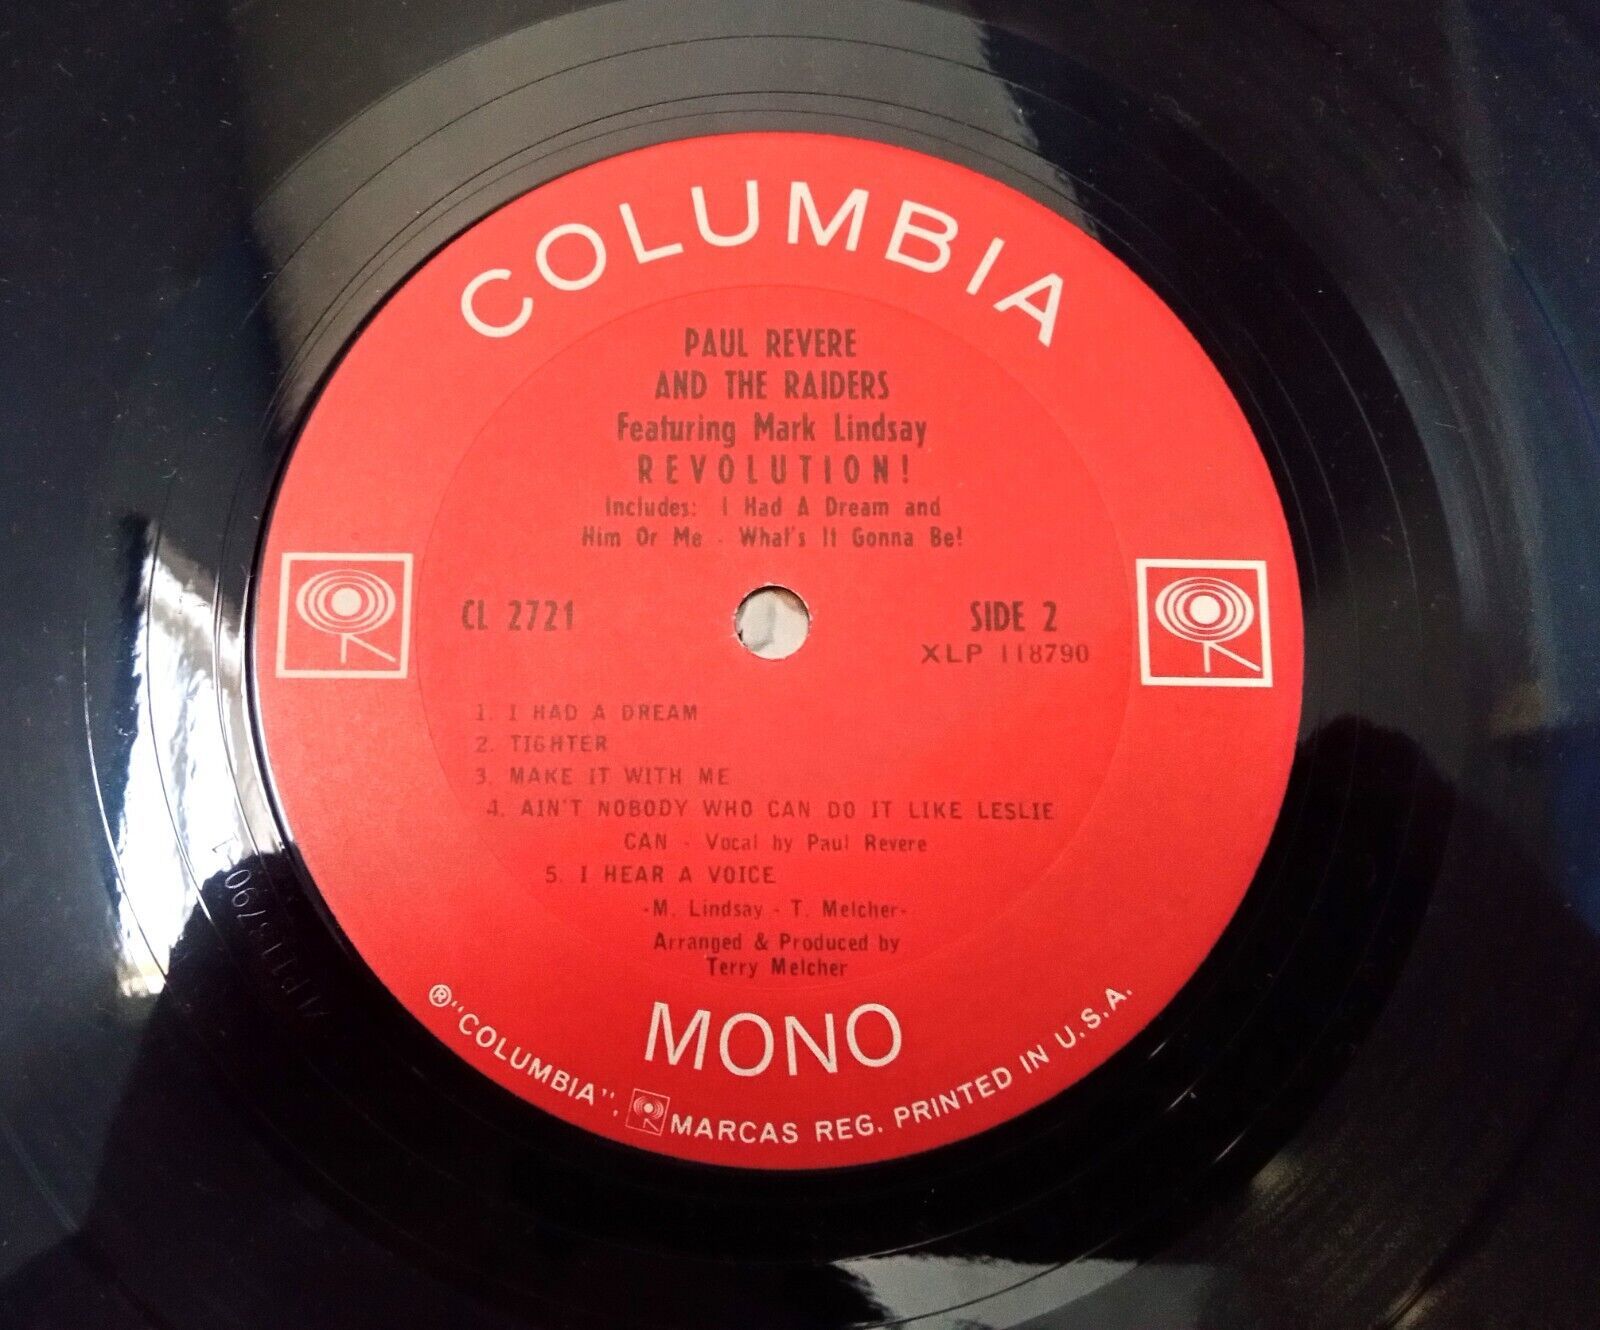 COLUMBIA
PAUL REVERE
AND THE RAIDERS
Featuring Mark Lindsay
REVOLUTION!
Includes: I Had A Dream and
Him Or Me - What's It Gonna Be!
CL 2721
SIDE 2
XLP 118790
1. I HAD A DREAM
2. TIGHTER
3. MAKE IT WITH ME
4. AIN'T NOBODY WHO CAN DO IT LIKE LESLIE
CAN - Vocal by Paul Revere
5. I HEAR A VOICE
-M. Lindsay - T. Melcher-
Arranged & Produced by
Terry Melcher
MONO
®"COLUMBIA", MARCAS REG. PRINTED IN U.S.A.